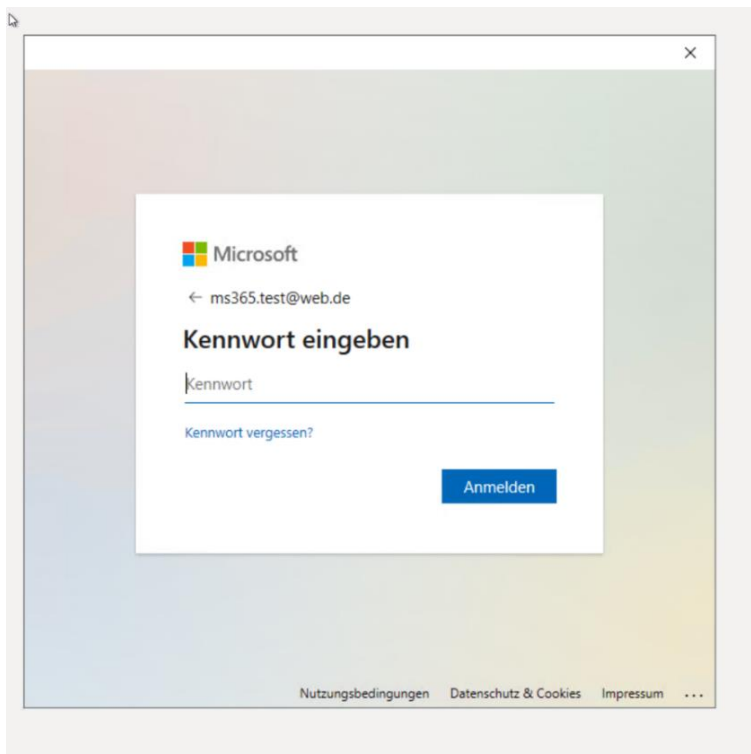 Microsoft
← ms365.test@web.de
Kennwort eingeben
Kennwort
Kennwort vergessen?
Anmelden
Nutzungsbedingungen Datenschutz & Cookies Impressum ...